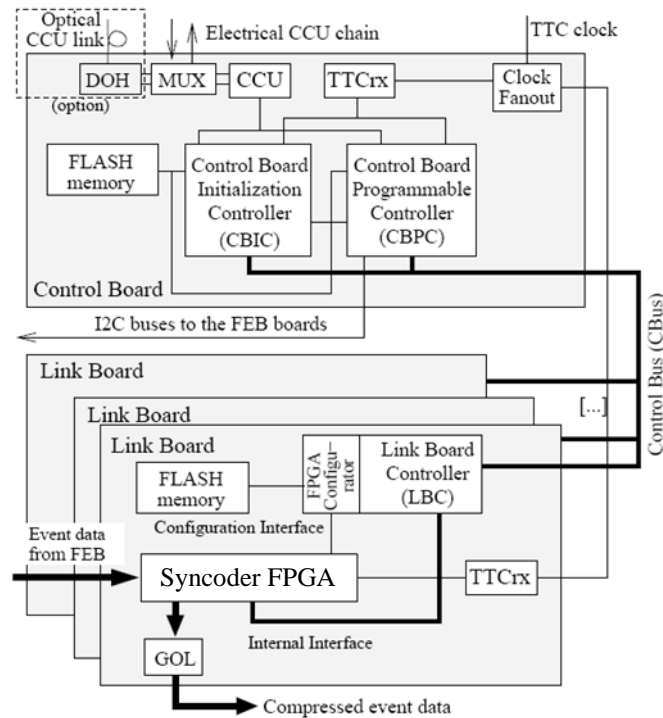 Optical
CCU link
Electrical CCU chain
TTC clock
DOH
MUX
CCU
TTCrx
Clock
Fanout
(option)
FLASH
memory
Control Board
Initialization
Controller
(CBIC)
Control Board
Programmable
Controller
(CBPC)
Control Board
I2C buses to the FEB boards
Control Bus (CBus)
Link Board
Link Board
[...]
Link Board
FLASH
memory
FPGA
Configu-
rator
Link Board
Controller
(LBC)
Configuration Interface
Event data
from FEB
Syncoder FPGA
TTCrx
Internal Interface
GOL
Compressed event data